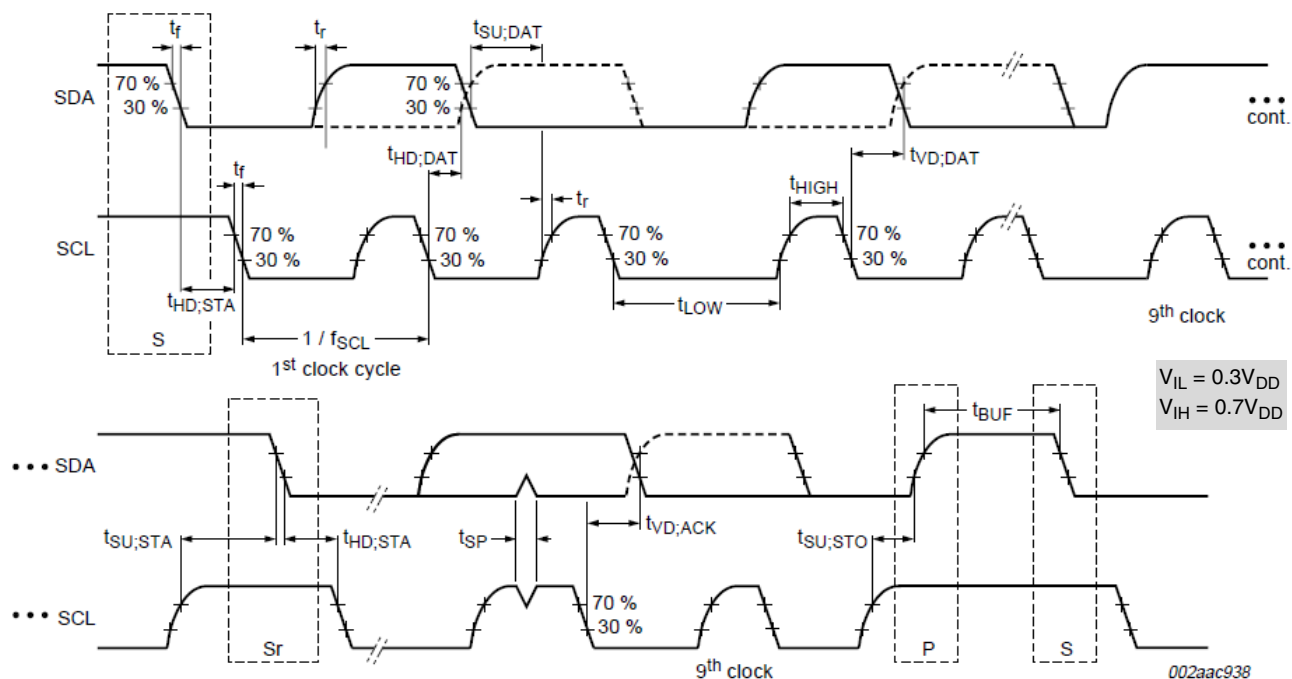 tf
tr
tSU;DAT
70 %
30 %
70 %
30 %
SDA
••• cont.
tHD;DAT
tVD;DAT
tf
tr
tHIGH
SCL
70 %
30 %
70 %
30 %
70 %
30 %
70 %
30 %
••• cont.
tHD;STA
tLOW
S
1 / fSCL
1st clock cycle
9th clock
VIL = 0.3VDD
VIH = 0.7VDD
tBUF
••• SDA
tSU;STA
tHD;STA
tSP
tVD;ACK
tSU;STO
••• SCL
70 %
30 %
Sr
9th clock
P
S
002aac938